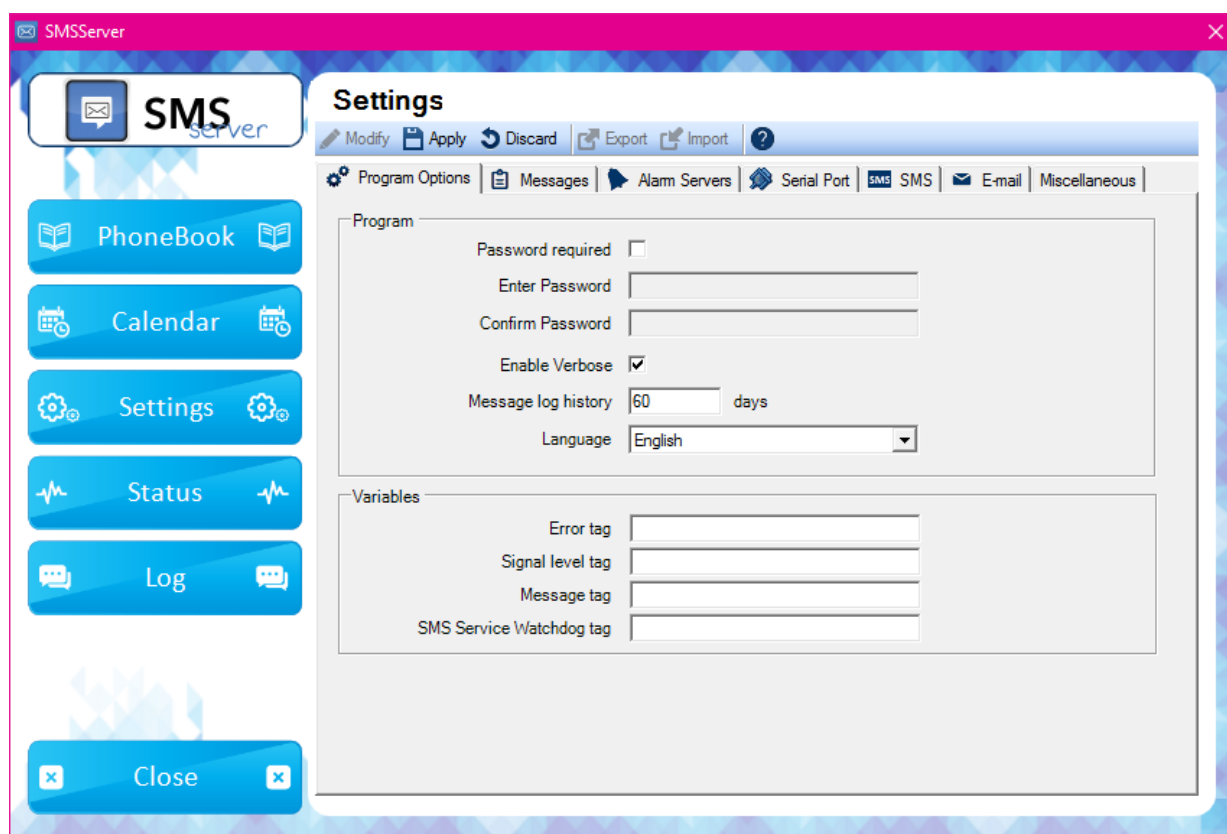 SMSServer
SMS
server
Settings
Modify Apply Discard Export Import ?
Program Options Messages Alarm Servers Serial Port SMS SMS E-mail Miscellaneous
PhoneBook
Calendar
Settings
Status
Log
Close
Program
Password required
Enter Password
Confirm Password
Enable Verbose
Message log history 60 days
Language English
Variables
Error tag
Signal level tag
Message tag
SMS Service Watchdog tag